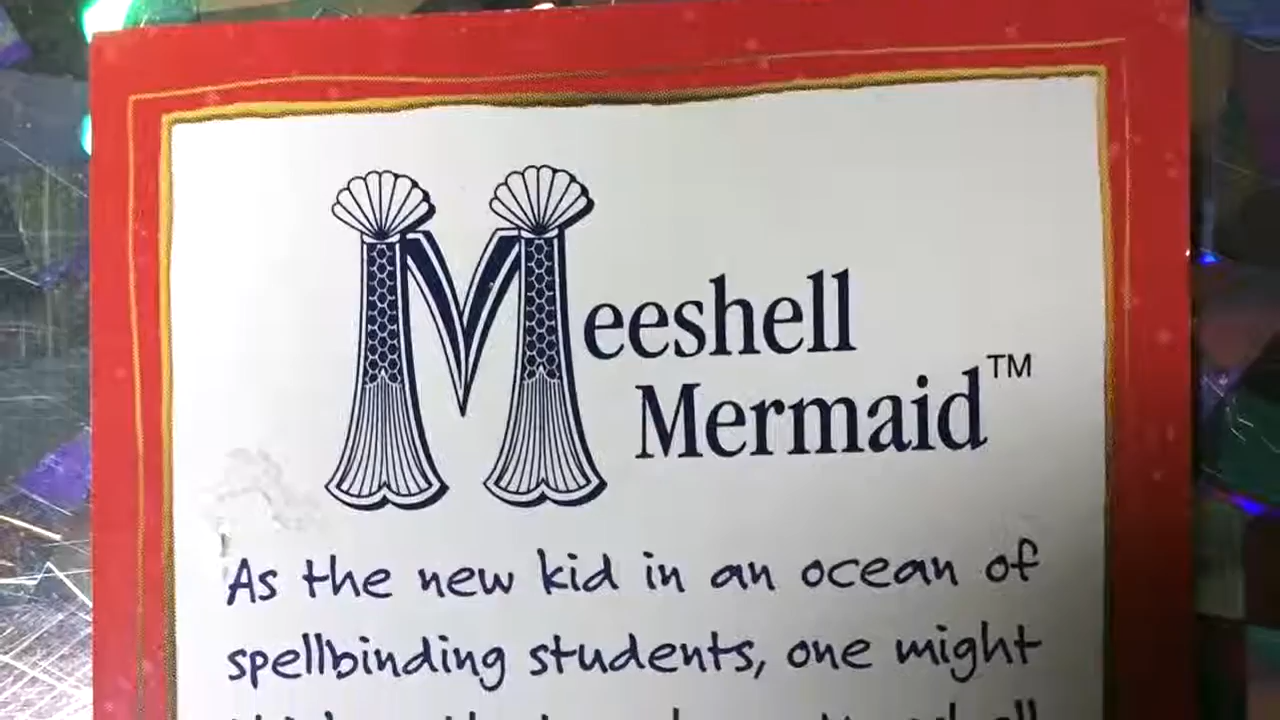 Meeshell
Mermaid™
As the new kid in an ocean of
spellbinding students, one might